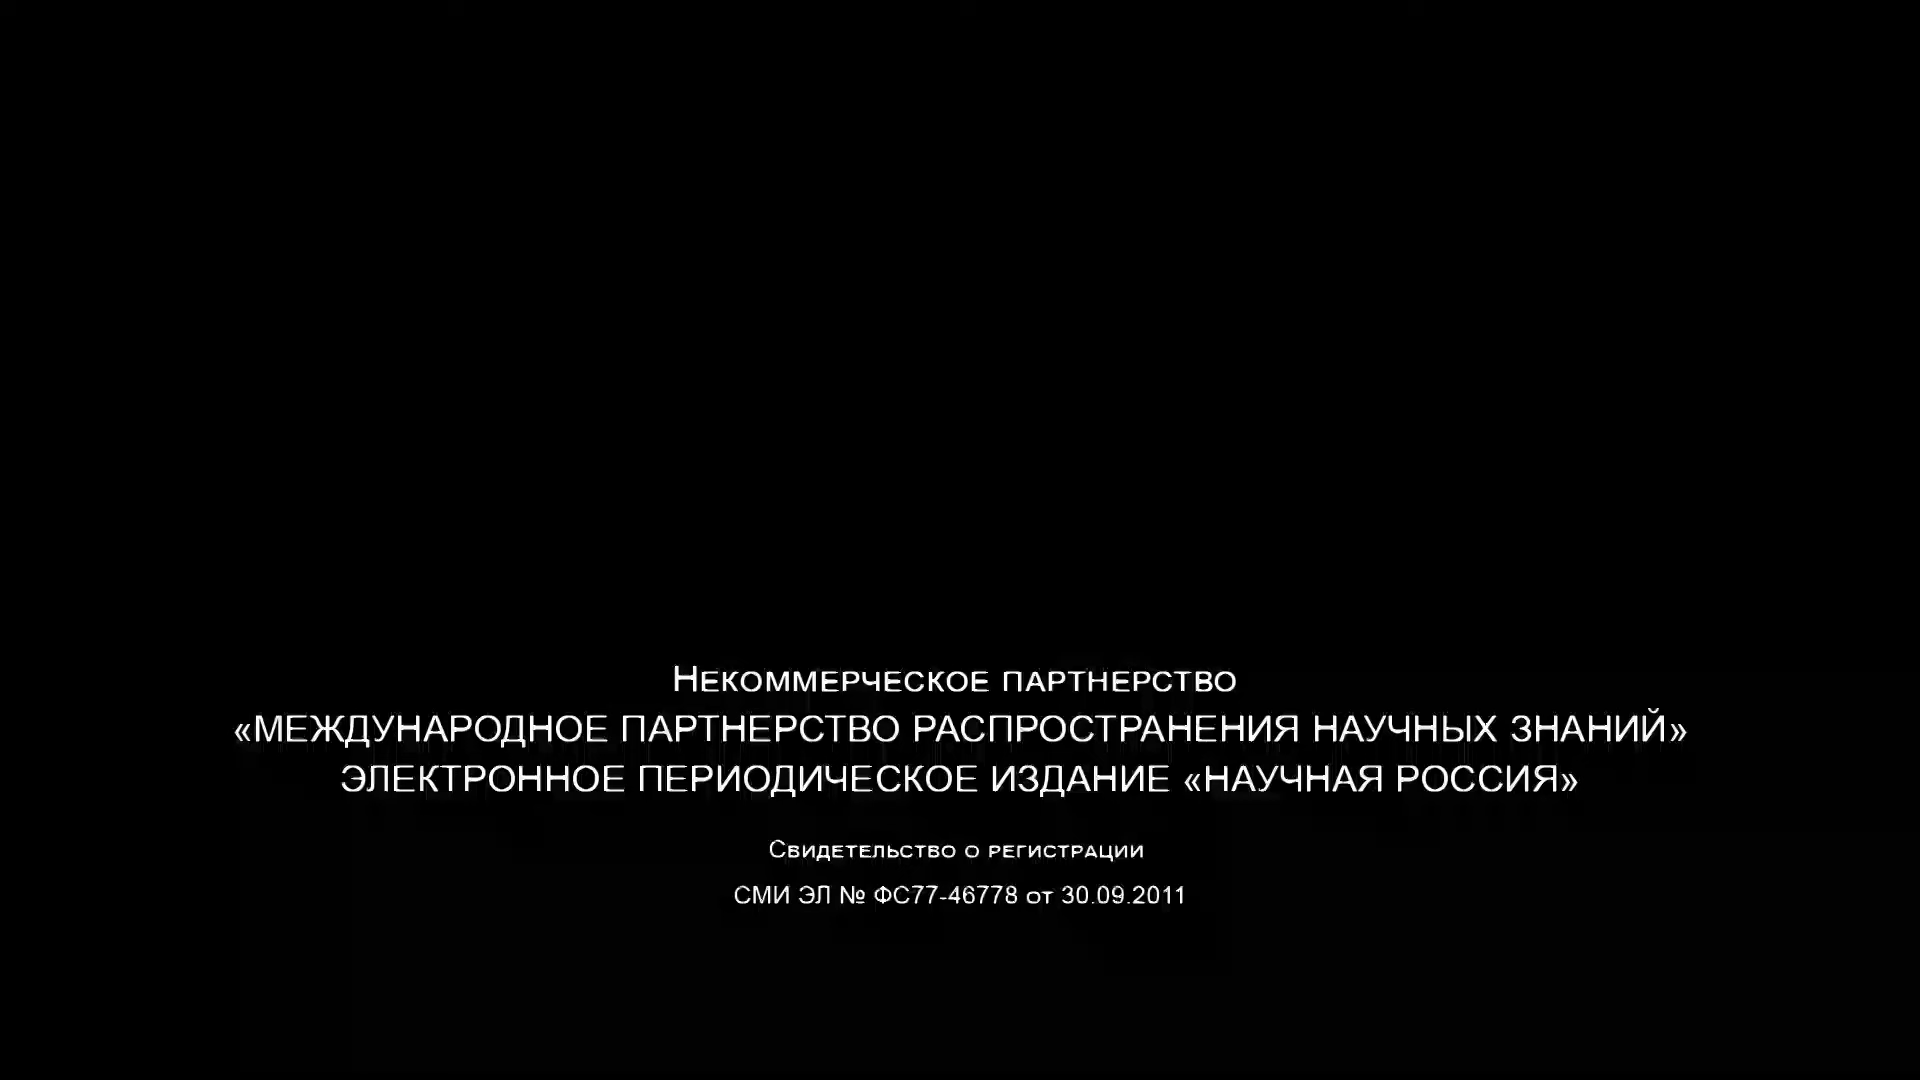 Некоммерческое партнерство
«МЕЖДУНАРОДНОЕ ПАРТНЕРСТВО РАСПРОСТРАНЕНИЯ НАУЧНЫХ ЗНАНИЙ»
ЭЛЕКТРОННОЕ ПЕРИОДИЧЕСКОЕ ИЗДАНИЕ «НАУЧНАЯ РОССИЯ»
Свидетельство о регистрации
СМИ ЭЛ № ФС77-46778 от 30.09.2011